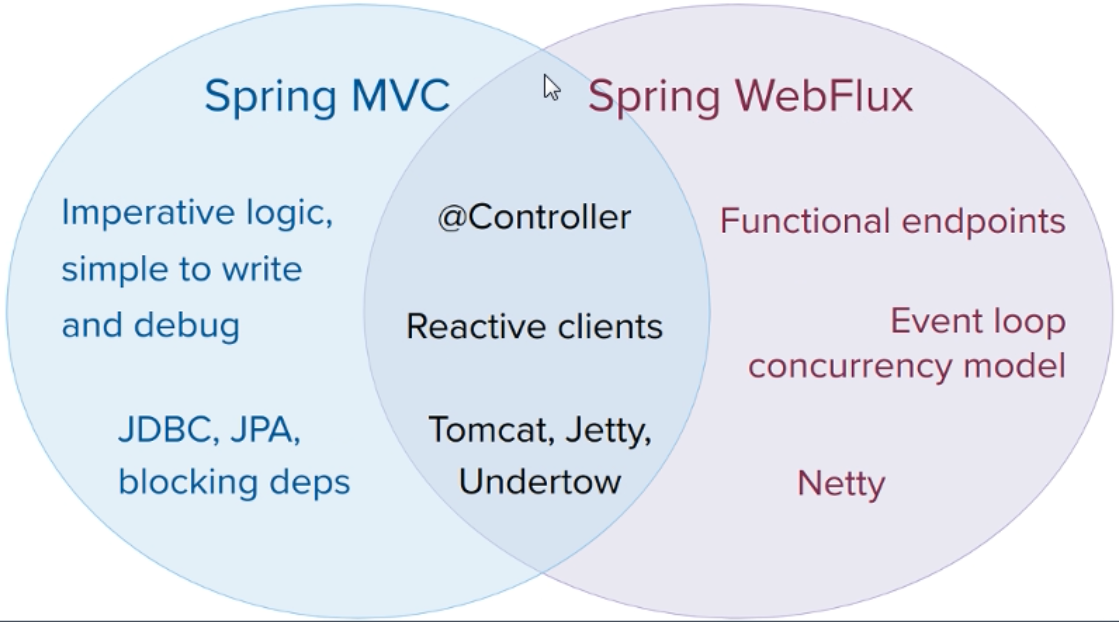 Spring MVC
Imperative logic,
simple to write
and debug
JDBC, JPA,
blocking deps
@Controller
Reactive clients
Tomcat, Jetty,
Undertow
Spring WebFlux
Functional endpoints
Event loop
concurrency model
Netty